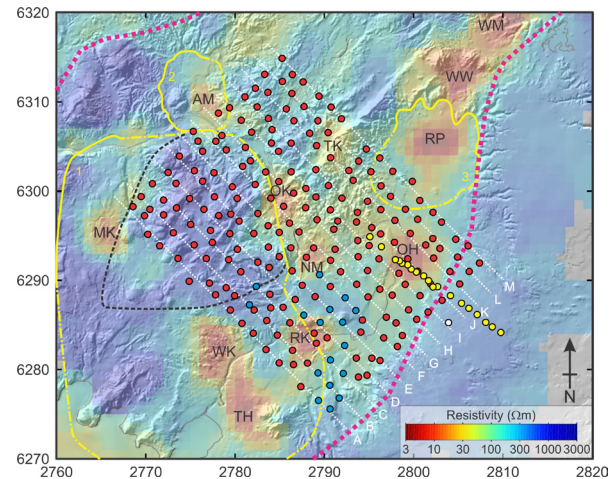 6320
WM
WW
2
6310
AM
RP
TK
1
6300
OK
3
MK
OH
NM
6290
M
L
K
J
I
RK
H
WK
G
6280
F
E
D
TH
C
B
A
N
Resistivity (Ωm)
3 10 30 100 300 1000 3000
6270
2760 2770 2780 2790 2800 2810 2820